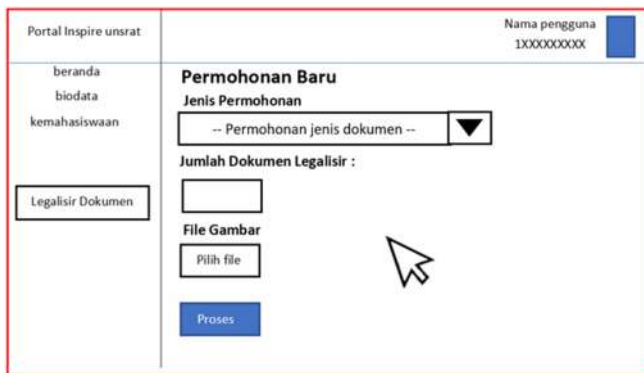 Portal Inspire unsrat
Nama pengguna
1XXXXXXXXX
beranda
biodata
kemahasiswaan
Legalisir Dokumen
Permohonan Baru
Jenis Permohonan
-- Permohonan jenis dokumen --
Jumlah Dokumen Legalisir :
File Gambar
Pilih file
Proses